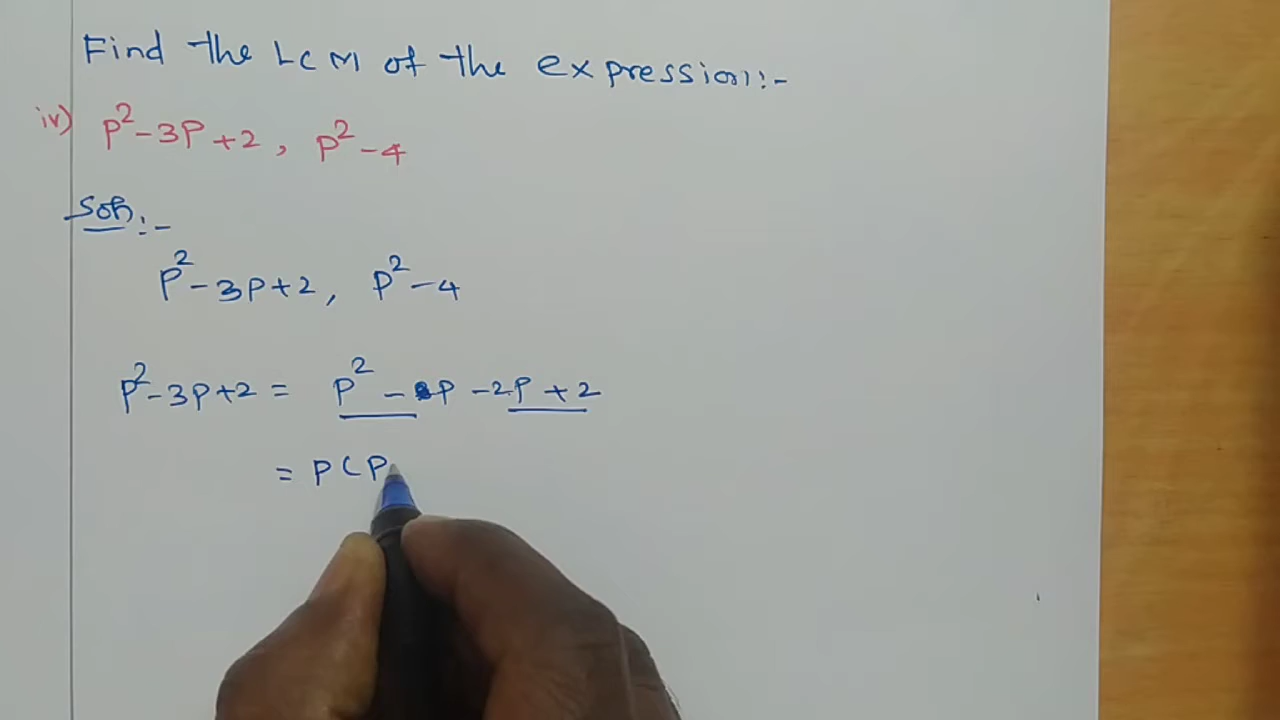 Find the LCM of the expression:-
iv) p²-3p+2, p²-4
Soln:-
p²-3p+2, p²-4
p²-3p+2 = p² - p -2p +2
= p(p